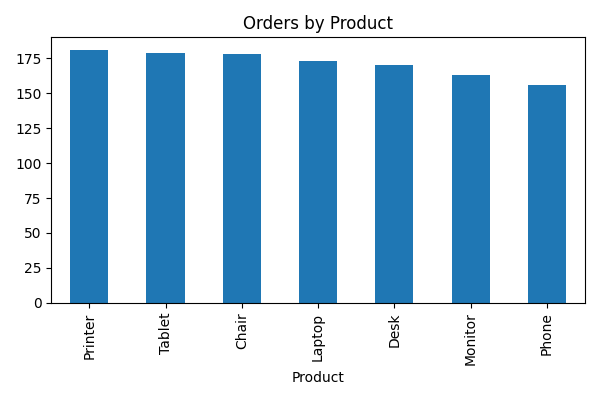 Orders by Product
175
150
125
100
75
50
25
0
Printer
Tablet
Chair
Laptop
Desk
Monitor
Phone
Product